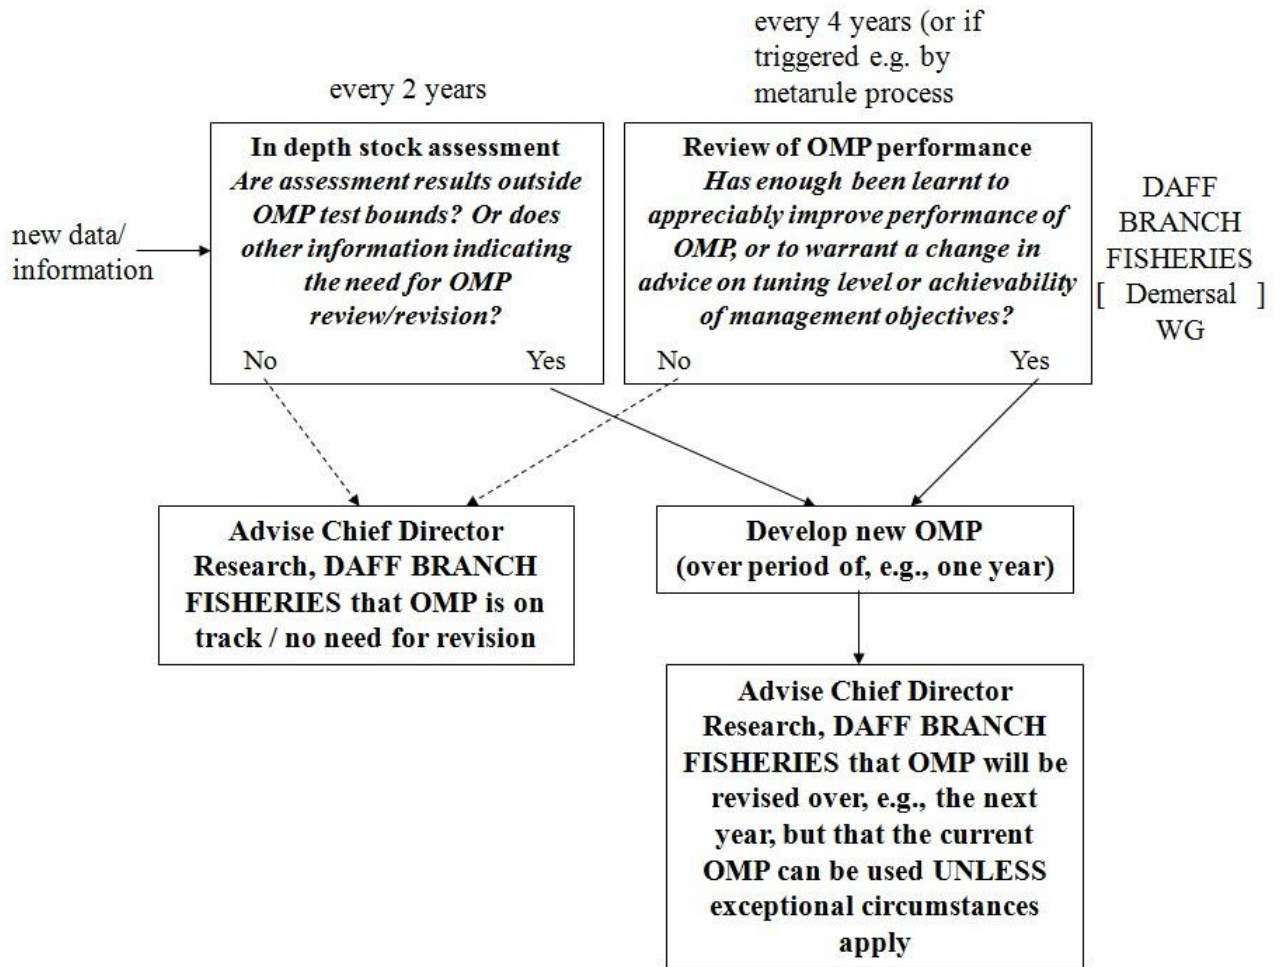 every 4 years (or if
triggered e.g. by
metarule process
every 2 years
In depth stock assessment
Are assessment results outside
OMP test bounds? Or does
other information indicating
the need for OMP
review/revision?
No Yes
Review of OMP performance
Has enough been learnt to
appreciably improve performance of
OMP, or to warrant a change in
advice on tuning level or achievability
of management objectives?
No Yes
new data/
information
DAFF
BRANCH
FISHERIES
[ Demersal ]
WG
Advise Chief Director
Research, DAFF BRANCH
FISHERIES that OMP is on
track / no need for revision
Develop new OMP
(over period of, e.g., one year)
Advise Chief Director
Research, DAFF BRANCH
FISHERIES that OMP will be
revised over, e.g., the next
year, but that the current
OMP can be used UNLESS
exceptional circumstances
apply